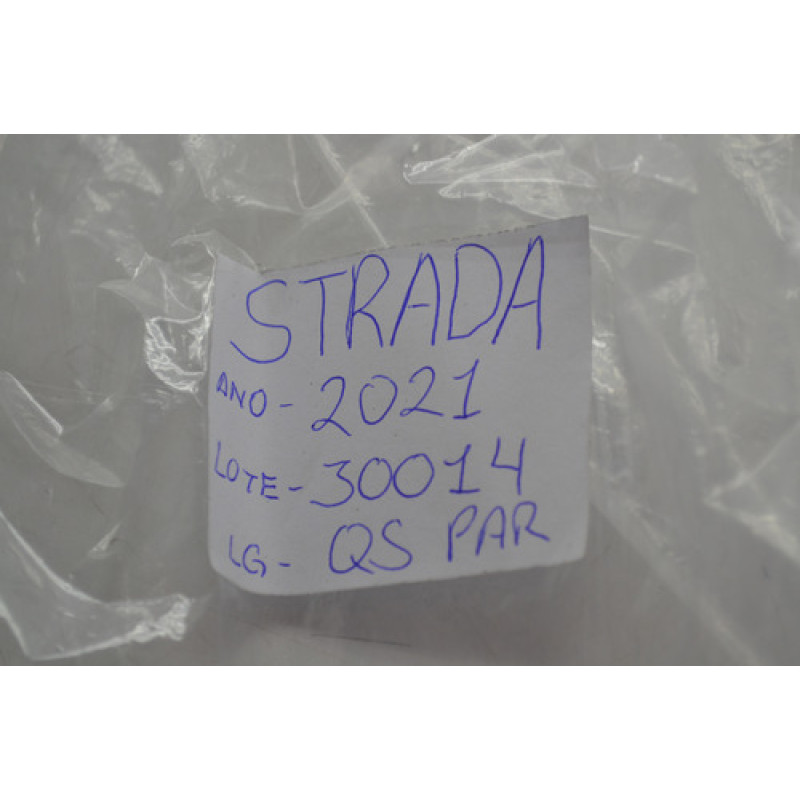 STRADA
ANO - 2021
LOTE - 30014
LG - QS PAR